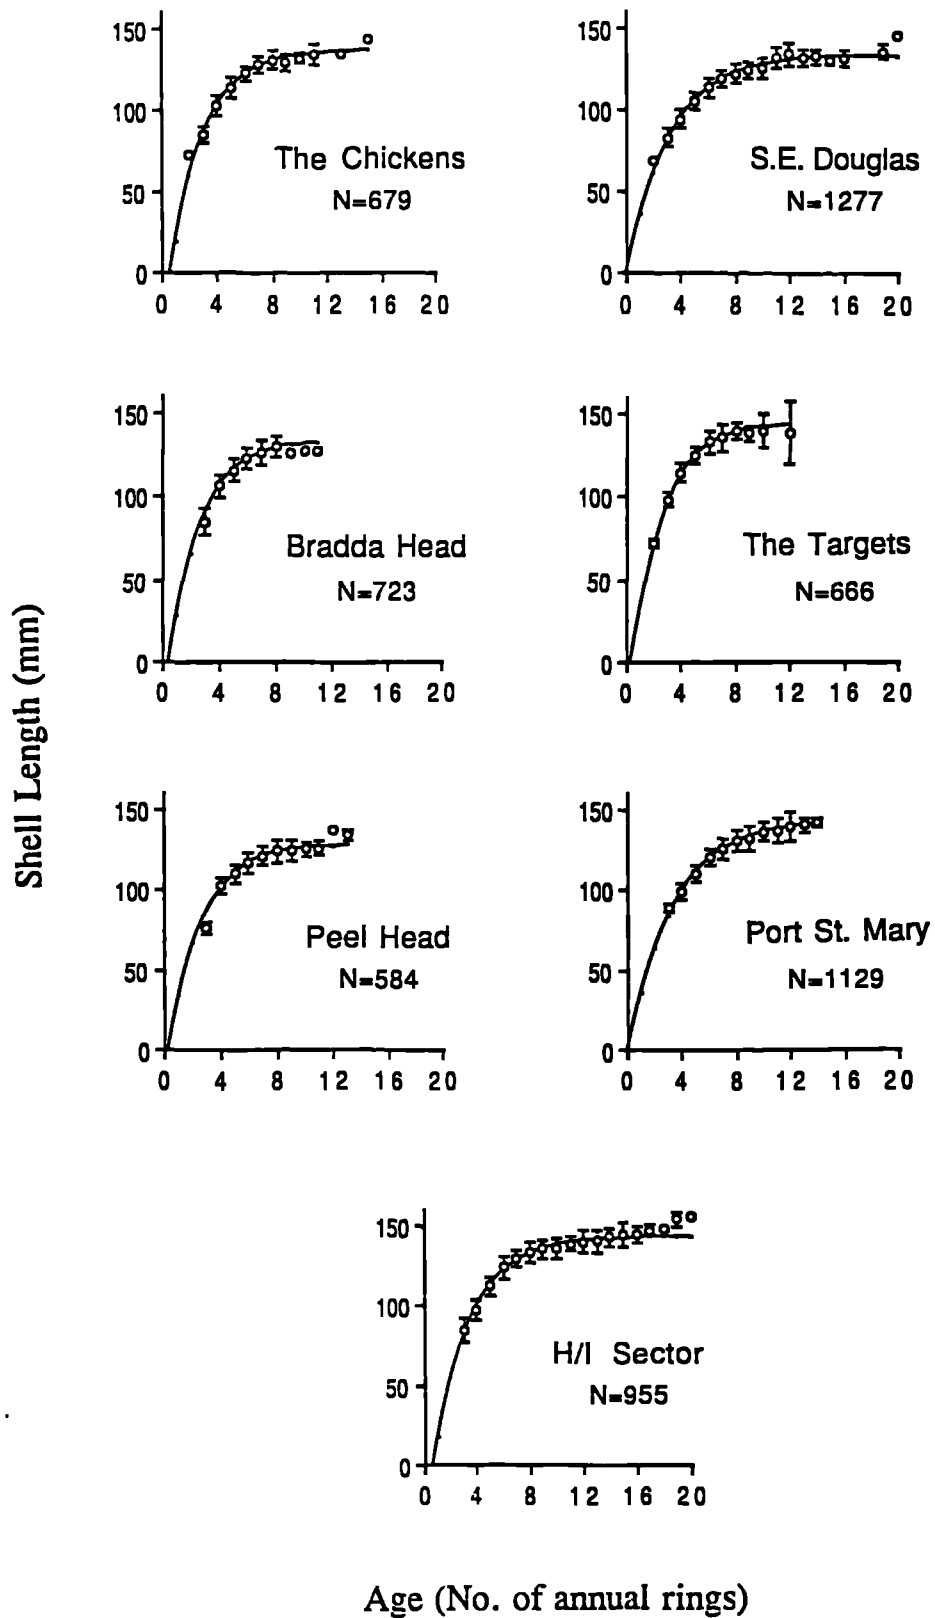 150
100
50
0
0 4 8 12 16 20
The Chickens
N=679
150
100
50
0
0 4 8 12 16 20
S.E. Douglas
N=1277
150
100
50
0
0 4 8 12 16 20
Bradda Head
N=723
150
100
50
0
0 4 8 12 16 20
The Targets
N=666
150
100
50
0
0 4 8 12 16 20
Peel Head
N=584
150
100
50
0
0 4 8 12 16 20
Port St. Mary
N=1129
150
100
50
0
0 4 8 12 16 20
H/I Sector
N=955
Shell Length (mm)
Age (No. of annual rings)